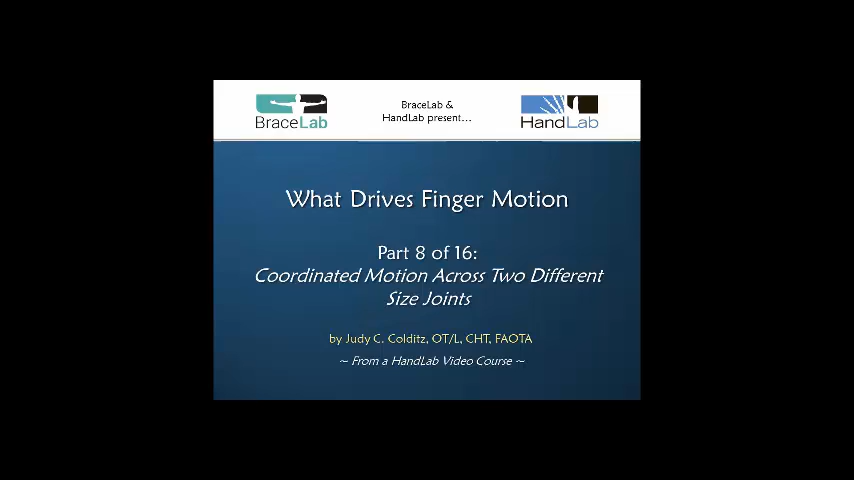 BraceLab
BraceLab &
HandLab present...
HandLab
What Drives Finger Motion
Part 8 of 16:
Coordinated Motion Across Two Different
Size Joints
by Judy C. Colditz, OT/L, CHT, FAOTA
~ From a HandLab Video Course ~